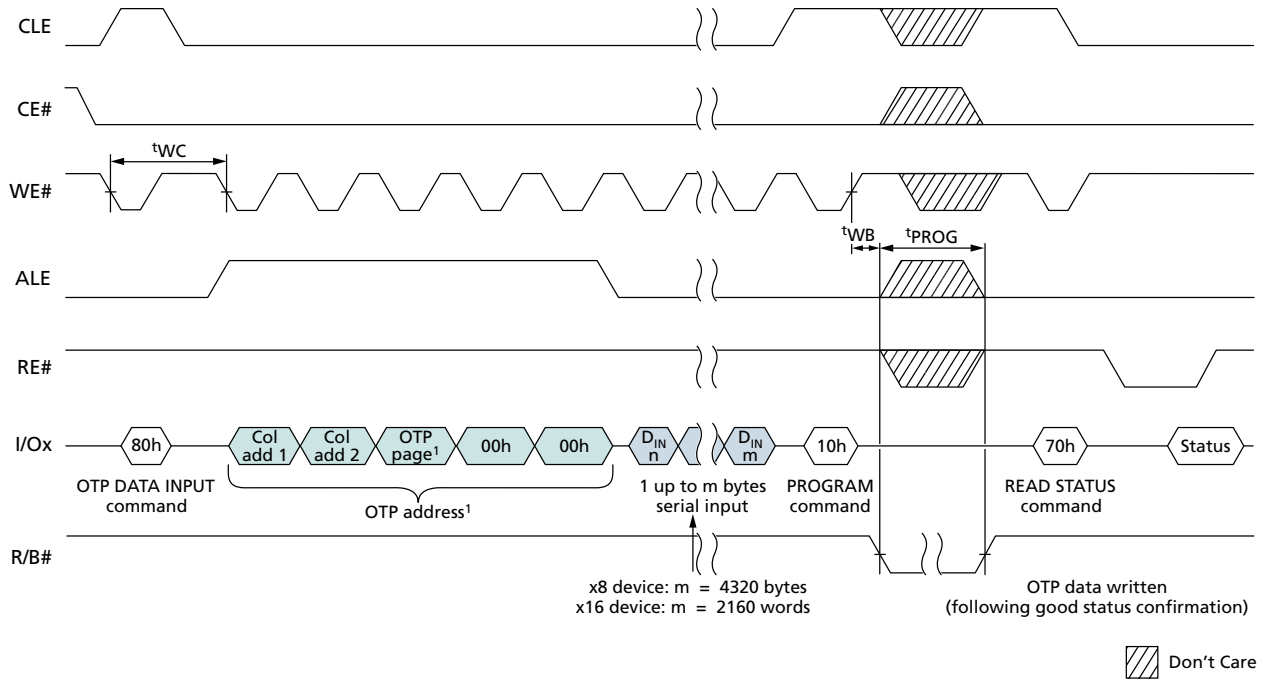 CLE
CE#
tWC
WE#
tWB
tPROG
ALE
RE#
I/Ox
80h
Col
add 1
Col
add 2
OTP
page1
00h
00h
DIN
n
DIN
m
10h
70h
Status
OTP DATA INPUT
command
OTP address1
1 up to m bytes
serial input
PROGRAM
command
READ STATUS
command
R/B#
x8 device: m = 4320 bytes
x16 device: m = 2160 words
OTP data written
(following good status confirmation)
Don't Care